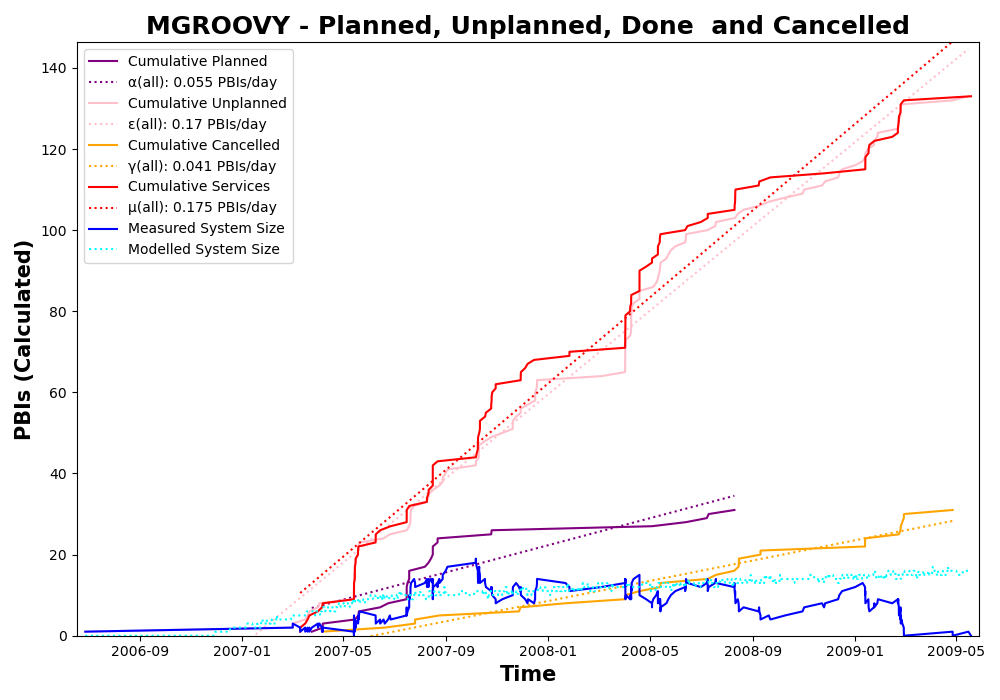 MGROOVY - Planned, Unplanned, Done  and Cancelled
PBIs (Calculated)
140
120
100
80
60
40
20
0
Cumulative Planned
α(all): 0.055 PBIs/day
Cumulative Unplanned
ε(all): 0.17 PBIs/day
Cumulative Cancelled
γ(all): 0.041 PBIs/day
Cumulative Services
μ(all): 0.175 PBIs/day
Measured System Size
Modelled System Size
2006-09 2007-01 2007-05 2007-09 2008-01 2008-05 2008-09 2009-01 2009-05
Time